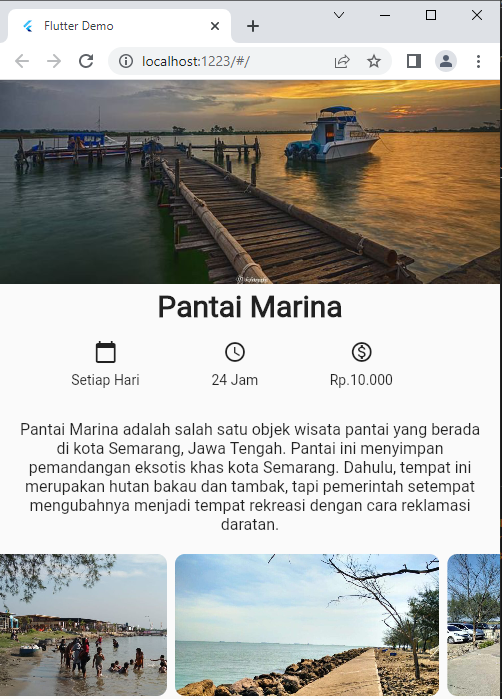 Flutter Demo
localhost:1223/#/
Pantai Marina
Setiap Hari
24 Jam
Rp.10.000
Pantai Marina adalah salah satu objek wisata pantai yang berada
di kota Semarang, Jawa Tengah. Pantai ini menyimpan
pemandangan eksotis khas kota Semarang. Dahulu, tempat ini
merupakan hutan bakau dan tambak, tapi pemerintah setempat
mengubahnya menjadi tempat rekreasi dengan cara reklamasi
daratan.